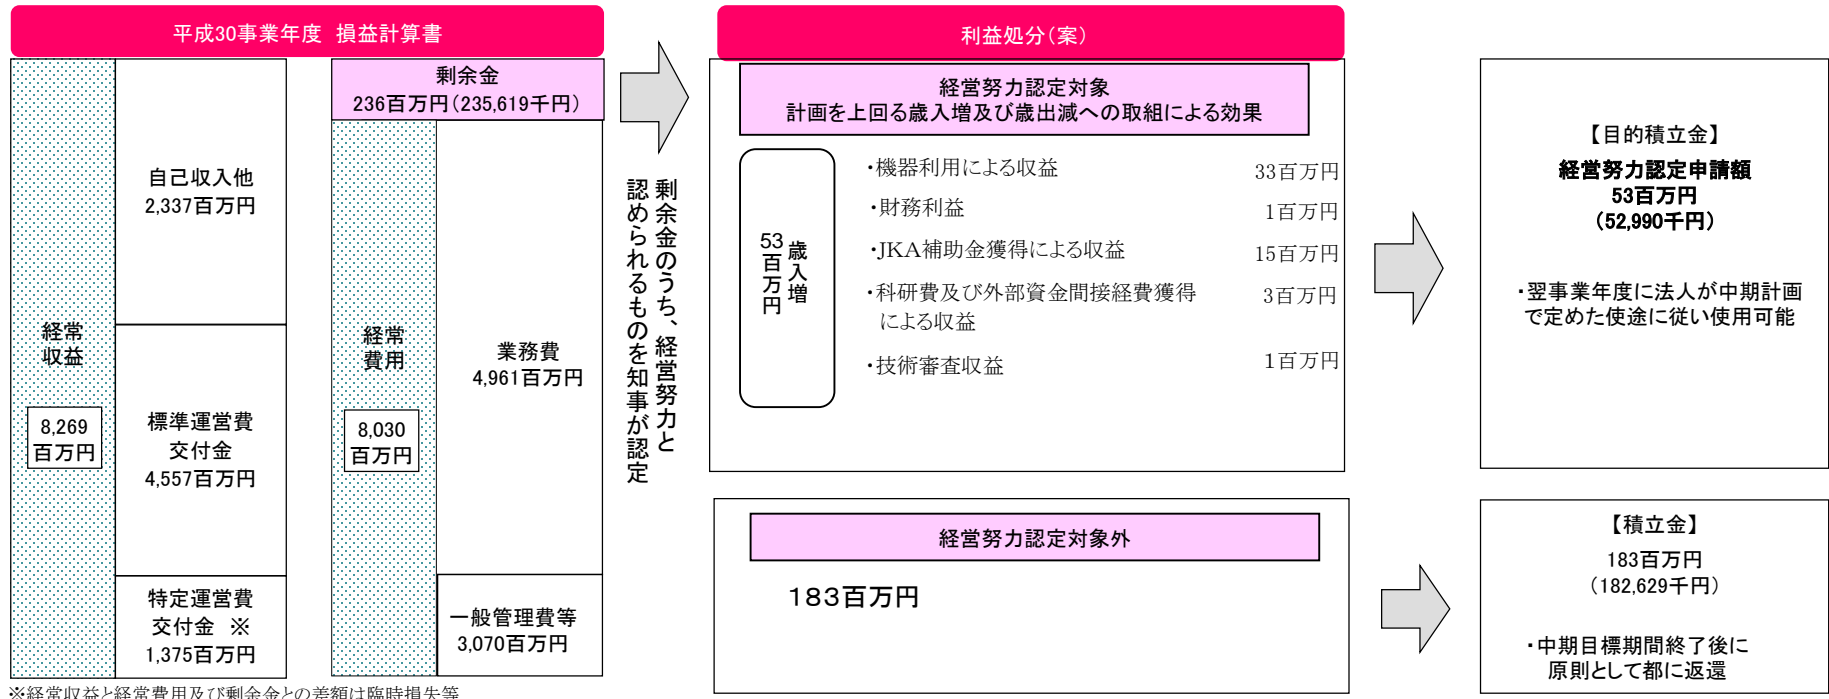 平成30事業年度 損益計算書
剰余金
236百万円(235,619千円)
経常
収益
8,269
百万円
自己収入他
2,337百万円
標準運営費
交付金
4,557百万円
特定運営費
交付金 ※
1,375百万円
経常
費用
8,030
百万円
業務費
4,961百万円
一般管理費等
3,070百万円
※経常収益と経常費用及び剰余金との差額は臨時損失等
剰余金のうち、経営努力と
認められるものを知事が認定
利益処分(案)
経営努力認定対象
計画を上回る歳入増及び歳出減への取組による効果
歳入増
53百万円
・機器利用による収益 33百万円
・財務利益 1百万円
・JKA補助金獲得による収益 15百万円
・科研費及び外部資金間接経費獲得 3百万円
による収益
・技術審査収益 1百万円
経営努力認定対象外
183百万円
【目的積立金】
経営努力認定申請額
53百万円
(52,990千円)
・翌事業年度に法人が中期計画
で定めた使途に従い使用可能
【積立金】
183百万円
(182,629千円)
・中期目標期間終了後に
原則として都に返還